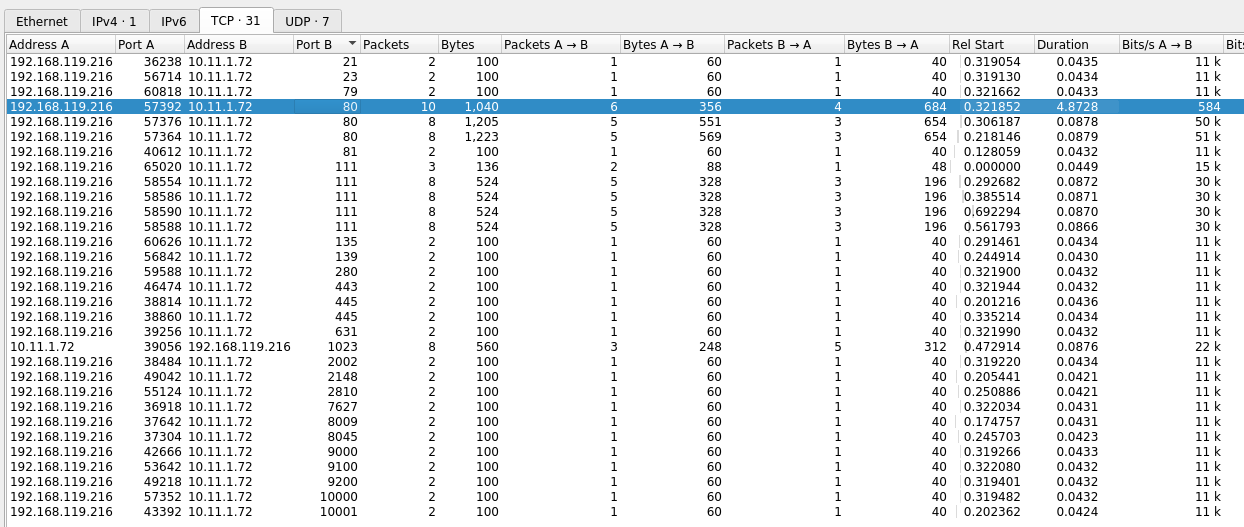 Ethernet IPv4 · 1 IPv6 TCP · 31 UDP · 7
Address A Port A Address B Port B Packets Bytes Packets A → B Bytes A → B Packets B → A Bytes B → A Rel Start Duration Bits/s A → B Bits
192.168.119.216 36238 10.11.1.72 21 2 100 1 60 1 40 0.319054 0.0435 11 k
192.168.119.216 56714 10.11.1.72 23 2 100 1 60 1 40 0.319130 0.0434 11 k
192.168.119.216 60818 10.11.1.72 79 2 100 1 60 1 40 0.321662 0.0433 11 k
192.168.119.216 57392 10.11.1.72 80 10 1,040 6 356 4 684 0.321852 4.8728 584
192.168.119.216 57376 10.11.1.72 80 8 1,205 5 551 3 654 0.306187 0.0878 50 k
192.168.119.216 57364 10.11.1.72 80 8 1,223 5 569 3 654 0.218146 0.0879 51 k
192.168.119.216 40612 10.11.1.72 81 2 100 1 60 1 40 0.128059 0.0432 11 k
192.168.119.216 65020 10.11.1.72 111 3 136 2 88 1 48 0.000000 0.0449 15 k
192.168.119.216 58554 10.11.1.72 111 8 524 5 328 3 196 0.292682 0.0872 30 k
192.168.119.216 58586 10.11.1.72 111 8 524 5 328 3 196 0.385514 0.0871 30 k
192.168.119.216 58590 10.11.1.72 111 8 524 5 328 3 196 0.692294 0.0870 30 k
192.168.119.216 58588 10.11.1.72 111 8 524 5 328 3 196 0.561793 0.0866 30 k
192.168.119.216 60626 10.11.1.72 135 2 100 1 60 1 40 0.291461 0.0434 11 k
192.168.119.216 56842 10.11.1.72 139 2 100 1 60 1 40 0.244914 0.0430 11 k
192.168.119.216 59588 10.11.1.72 280 2 100 1 60 1 40 0.321900 0.0432 11 k
192.168.119.216 46474 10.11.1.72 443 2 100 1 60 1 40 0.321944 0.0432 11 k
192.168.119.216 38814 10.11.1.72 445 2 100 1 60 1 40 0.201216 0.0436 11 k
192.168.119.216 38860 10.11.1.72 445 2 100 1 60 1 40 0.335214 0.0434 11 k
192.168.119.216 39256 10.11.1.72 631 2 100 1 60 1 40 0.321990 0.0432 11 k
10.11.1.72 39056 192.168.119.216 1023 8 560 3 248 5 312 0.472914 0.0876 22 k
192.168.119.216 38484 10.11.1.72 2002 2 100 1 60 1 40 0.319220 0.0434 11 k
192.168.119.216 49042 10.11.1.72 2148 2 100 1 60 1 40 0.205441 0.0421 11 k
192.168.119.216 55124 10.11.1.72 2810 2 100 1 60 1 40 0.250886 0.0421 11 k
192.168.119.216 36918 10.11.1.72 7627 2 100 1 60 1 40 0.322034 0.0431 11 k
192.168.119.216 37642 10.11.1.72 8009 2 100 1 60 1 40 0.174757 0.0431 11 k
192.168.119.216 37304 10.11.1.72 8045 2 100 1 60 1 40 0.245703 0.0423 11 k
192.168.119.216 42666 10.11.1.72 9000 2 100 1 60 1 40 0.319266 0.0433 11 k
192.168.119.216 53642 10.11.1.72 9100 2 100 1 60 1 40 0.322080 0.0432 11 k
192.168.119.216 49218 10.11.1.72 9200 2 100 1 60 1 40 0.319401 0.0432 11 k
192.168.119.216 57352 10.11.1.72 10000 2 100 1 60 1 40 0.319482 0.0432 11 k
192.168.119.216 43392 10.11.1.72 10001 2 100 1 60 1 40 0.202362 0.0424 11 k